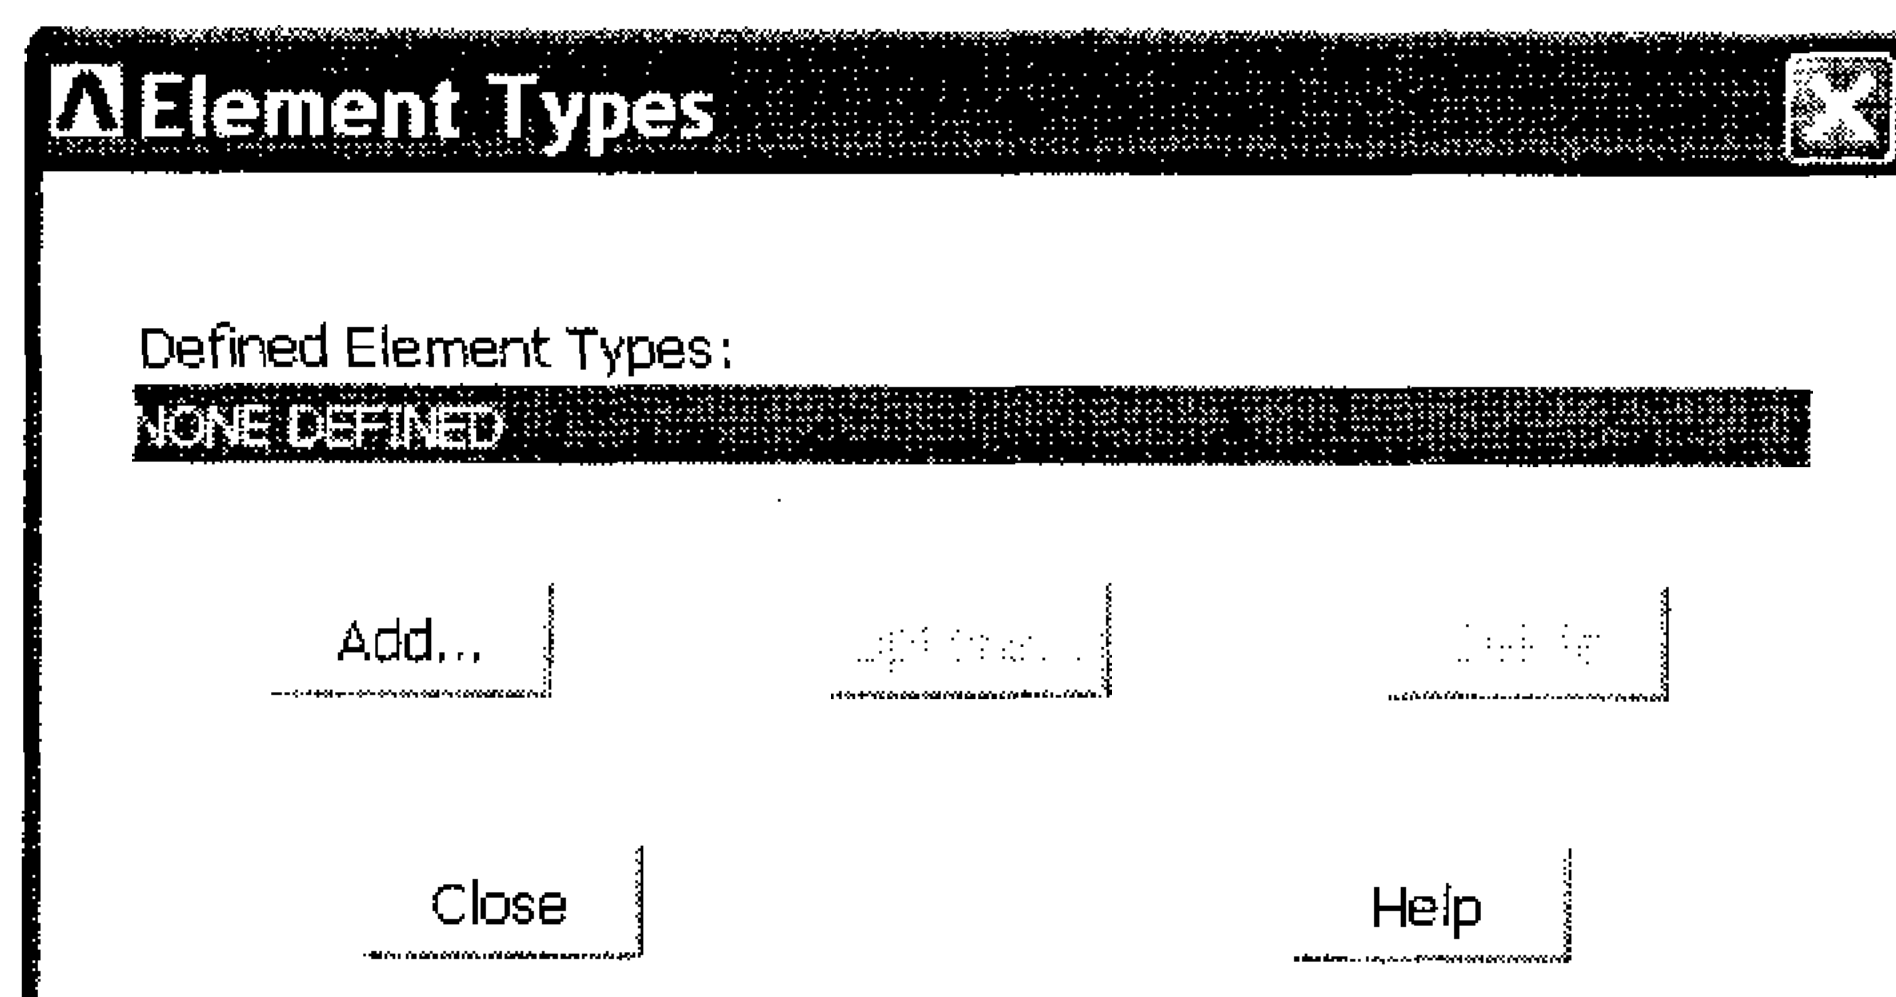 Element Types
Defined Element Types:
NONE DEFINED
Add...
Close Help